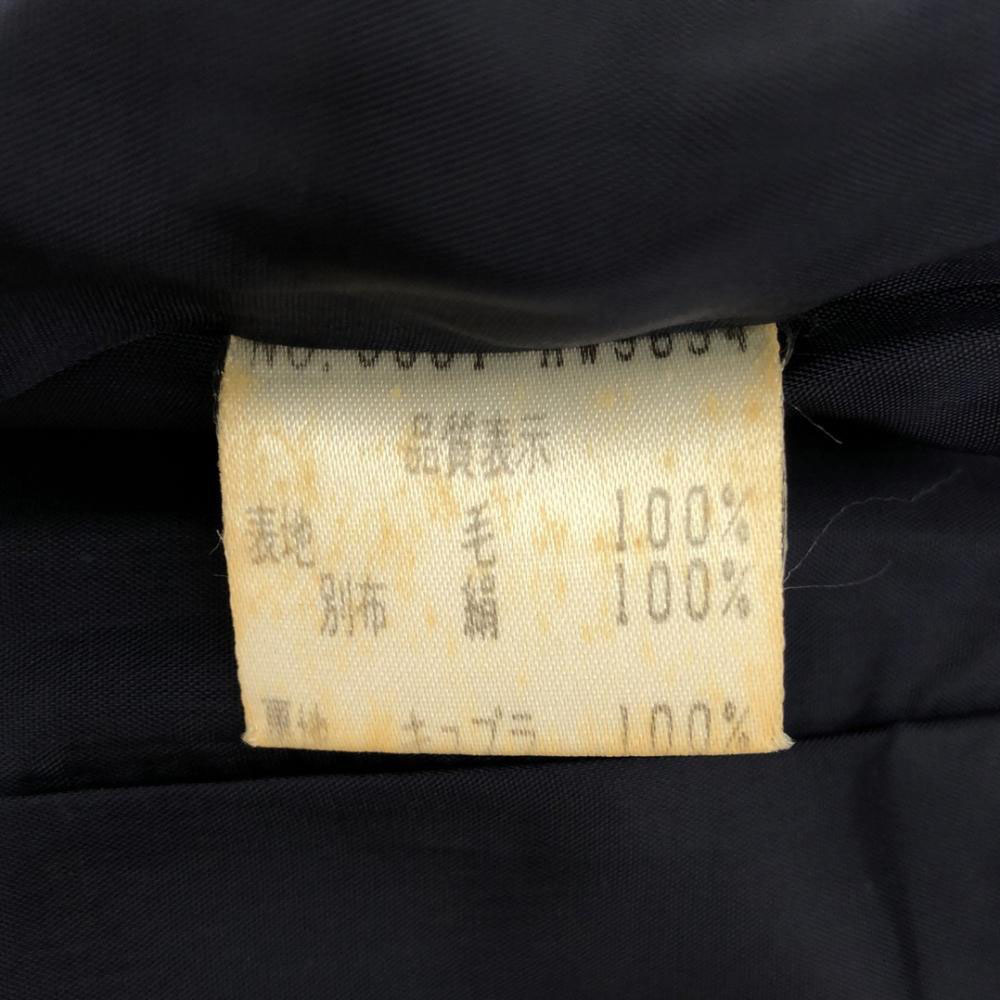 品質表示
表地 毛 100%
別布 絹 100%
裏地 キュプラ 100%